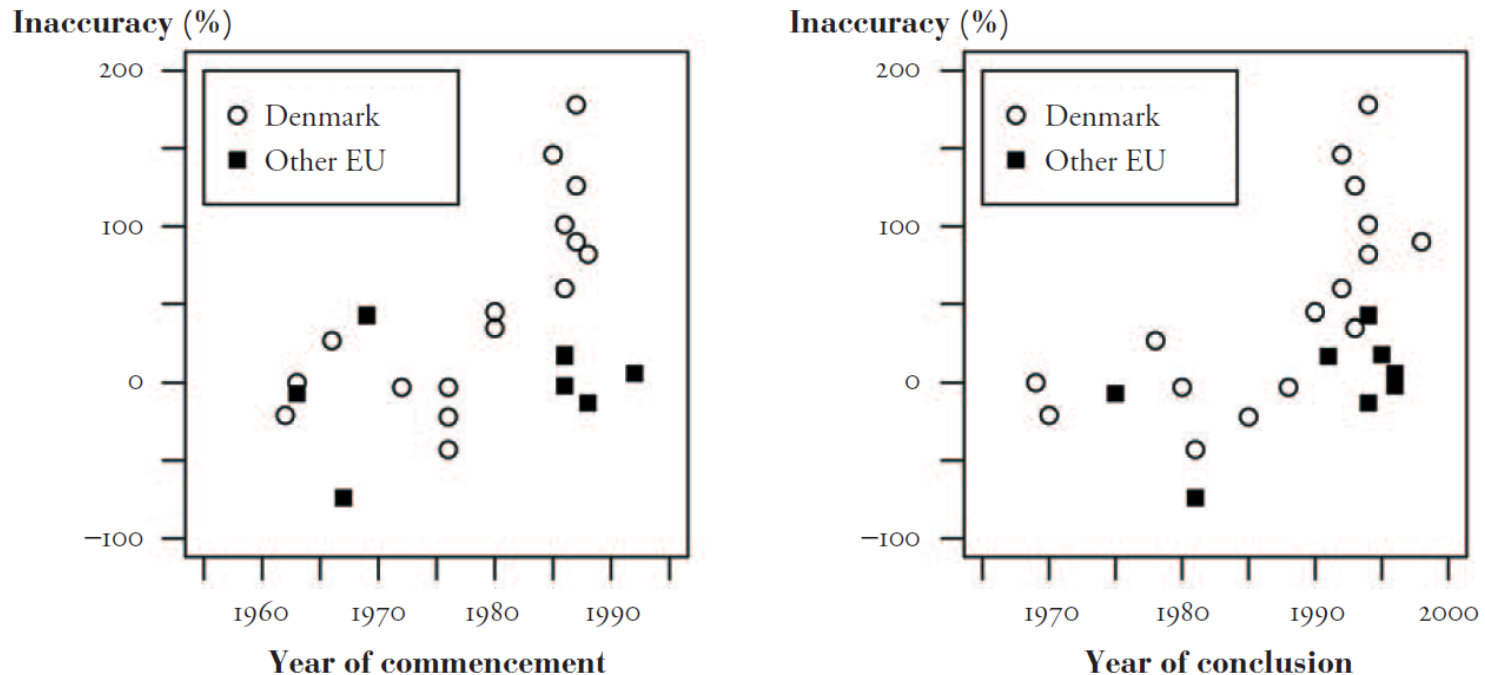 Inaccuracy (%)
200
100
0
−100
Denmark
Other EU
1960 1970 1980 1990
Year of commencement
Inaccuracy (%)
200
100
0
−100
Denmark
Other EU
1970 1980 1990 2000
Year of conclusion